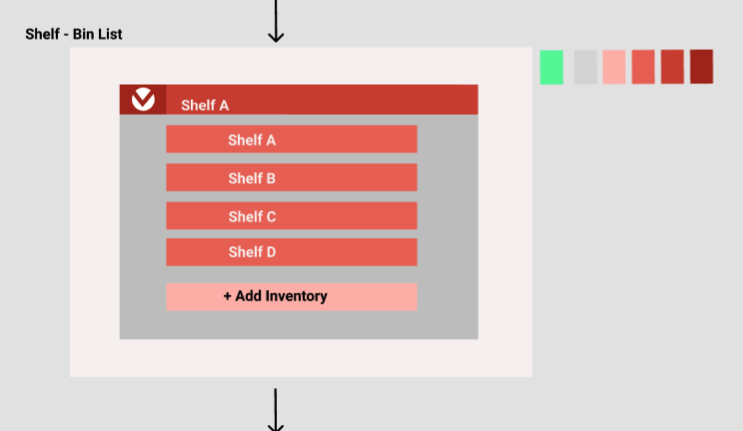 Shelf - Bin List
Shelf A
Shelf A
Shelf B
Shelf C
Shelf D
+ Add Inventory